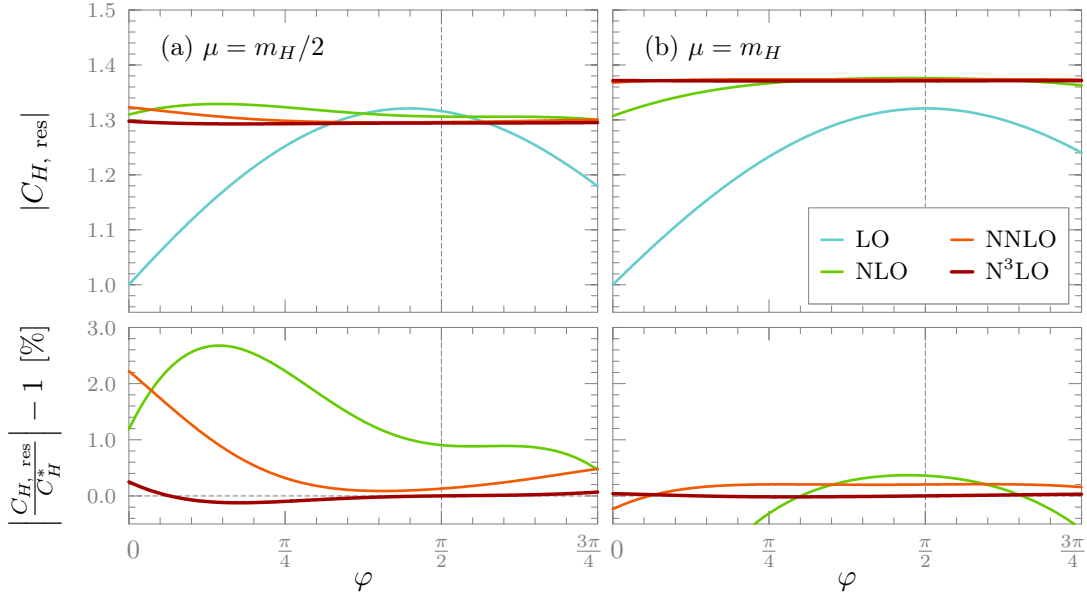 (a) μ = m_H/2
(b) μ = m_H
1.5
1.4
1.3
1.2
1.1
1.0
|C_{H, res}|
LO
NLO
NNLO
N³LO
3.0
2.0
1.0
0.0
|C_{H, res}/C_H^*| − 1 [%]
0 π/4 π/2 3π/4 0 π/4 π/2 3π/4
φ φ